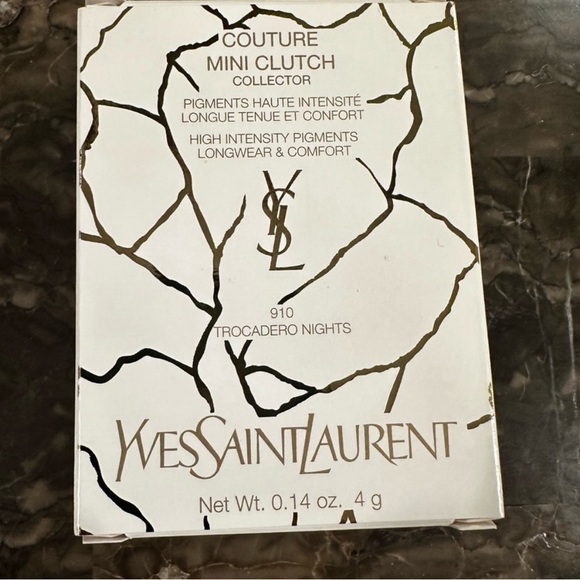 COUTURE
MINI CLUTCH
COLLECTOR
PIGMENTS HAUTE INTENSITÉ
LONGUE TENUE ET CONFORT
HIGH INTENSITY PIGMENTS
LONGWEAR & COMFORT
YSL
910
TROCADERO NIGHTS
YVESSAINTLAURENT
Net Wt. 0.14 oz. 4 g